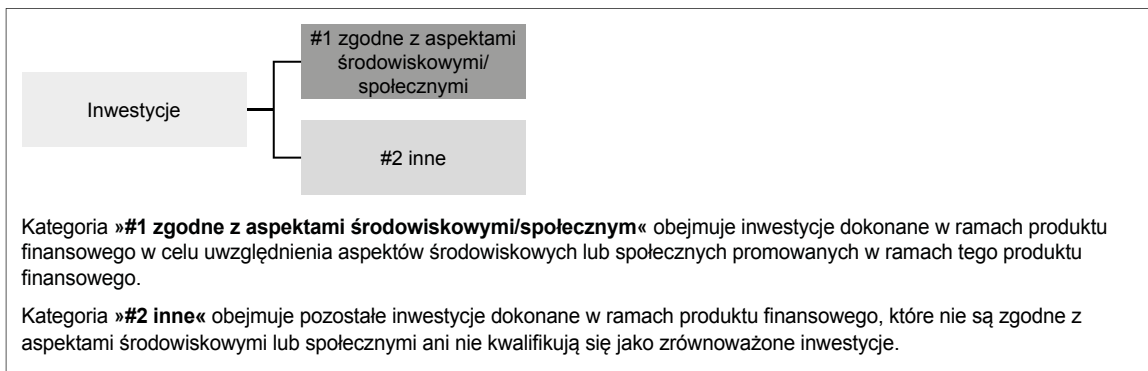 #1 zgodne z aspektami
środowiskowymi/
społecznymi
Inwestycje
#2 inne
Kategoria »#1 zgodne z aspektami środowiskowymi/społecznym« obejmuje inwestycje dokonane w ramach produktu
finansowego w celu uwzględnienia aspektów środowiskowych lub społecznych promowanych w ramach tego produktu
finansowego.
Kategoria »#2 inne« obejmuje pozostałe inwestycje dokonane w ramach produktu finansowego, które nie są zgodne z
aspektami środowiskowymi lub społecznymi ani nie kwalifikują się jako zrównoważone inwestycje.